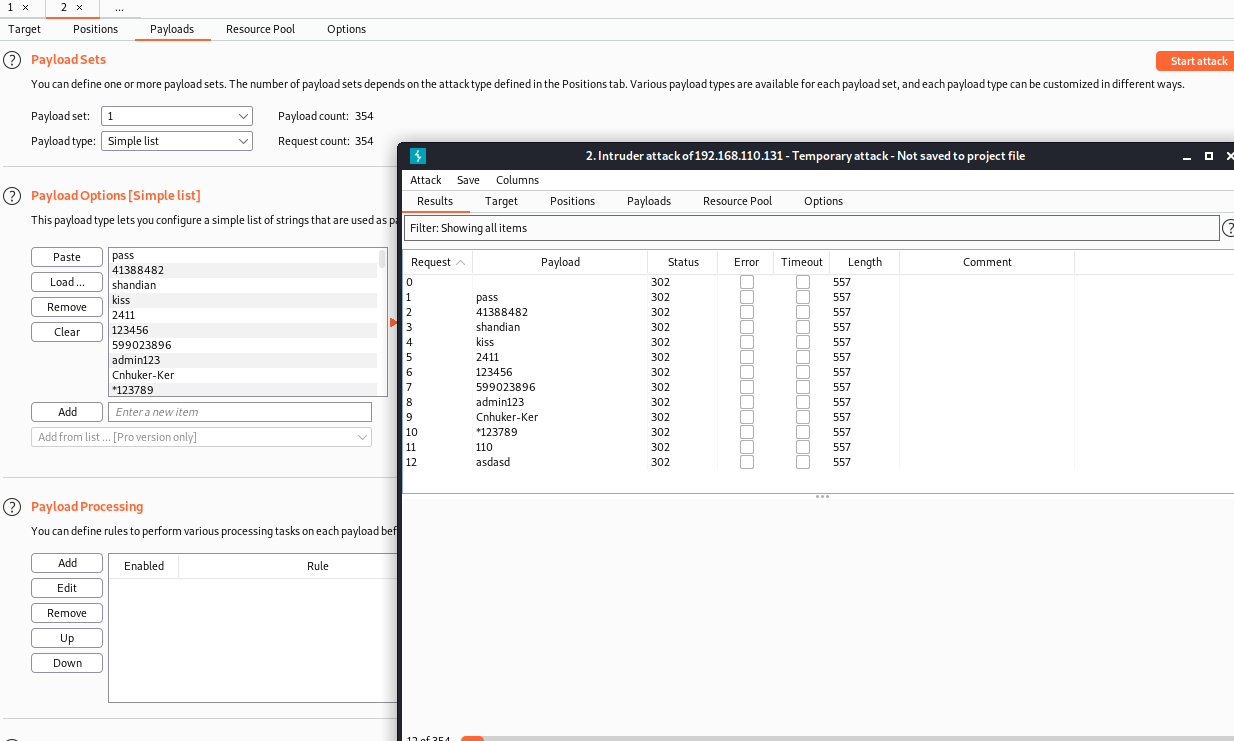 1 × 2 × ...
Target Positions Payloads Resource Pool Options
? Payload Sets
Start attack
You can define one or more payload sets. The number of payload sets depends on the attack type defined in the Positions tab. Various payload types are available for each payload set, and each payload type can be customized in different ways.
Payload set: 1 Payload count: 354
Payload type: Simple list Request count: 354
? Payload Options [Simple list]
This payload type lets you configure a simple list of strings that are used as
Paste
Load ...
Remove
Clear
pass
41388482
shandian
kiss
2411
123456
599023896
admin123
Cnhuker-Ker
*123789
Add Enter a new item
Add from list ... [Pro version only]
? Payload Processing
You can define rules to perform various processing tasks on each payload
Add
Edit
Remove
Up
Down
Enabled Rule
2. Intruder attack of 192.168.110.131 - Temporary attack - Not saved to project file
Attack Save Columns
Results Target Positions Payloads Resource Pool Options
Filter: Showing all items
?
Request Payload Status Error Timeout Length Comment
0 302 557
1 pass 302 557
2 41388482 302 557
3 shandian 302 557
4 kiss 302 557
5 2411 302 557
6 123456 302 557
7 599023896 302 557
8 admin123 302 557
9 Cnhuker-Ker 302 557
10 *123789 302 557
11 110 302 557
12 asdasd 302 557
12 of 354